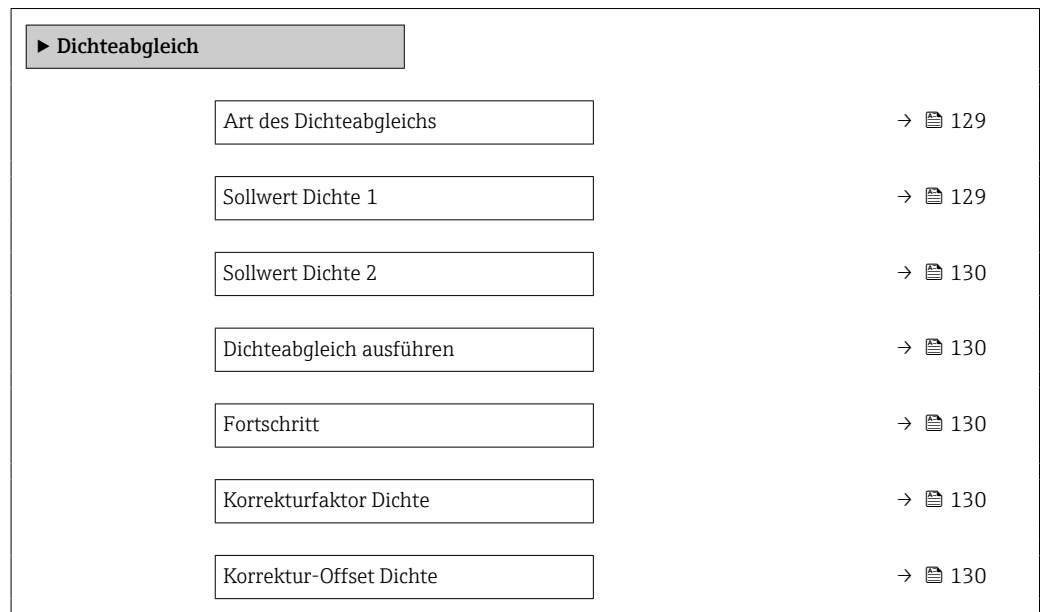 ▶ Dichteabgleich
Art des Dichteabgleichs → 129
Sollwert Dichte 1 → 129
Sollwert Dichte 2 → 130
Dichteabgleich ausführen → 130
Fortschritt → 130
Korrekturfaktor Dichte → 130
Korrektur-Offset Dichte → 130